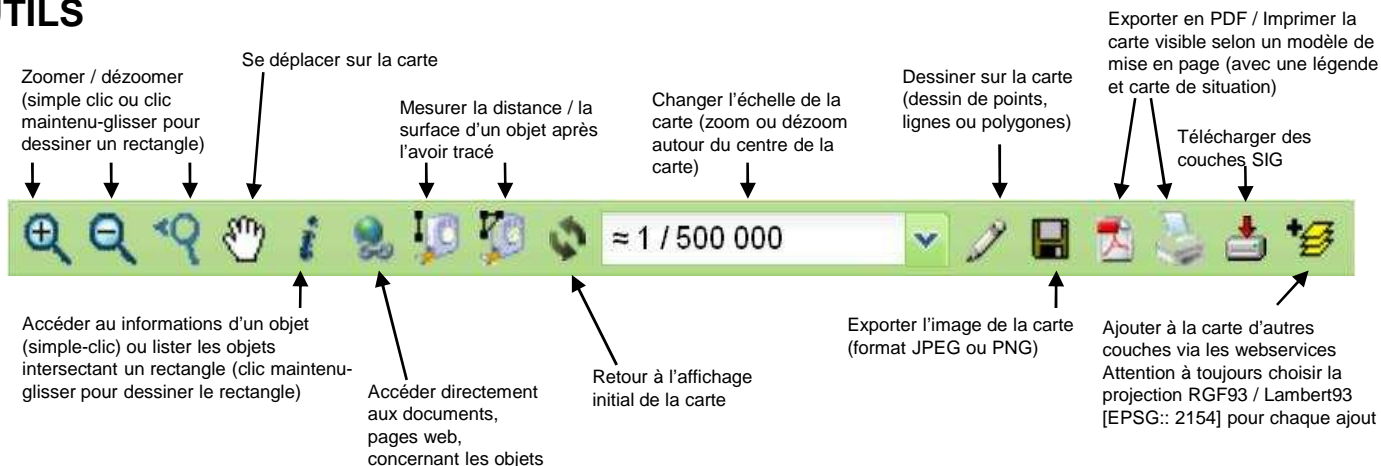 Exporter en PDF / Imprimer la
carte visible selon un modèle de
mise en page (avec une légende
et carte de situation)
Se déplacer sur la carte
Zoomer / dézoomer
(simple clic ou clic
maintenu-glisser pour
dessiner un rectangle)
Mesurer la distance / la
surface d'un objet après
l'avoir tracé
Changer l'échelle de la
carte (zoom ou dézoom
autour du centre de la
carte)
Dessiner sur la carte
(dessin de points,
lignes ou polygones)
Télécharger des
couches SIG
≈ 1 / 500 000
Accéder au informations d'un objet
(simple-clic) ou lister les objets
intersectant un rectangle (clic maintenu-
glisser pour dessiner le rectangle)
Accéder directement
aux documents,
pages web,
concernant les objets
Retour à l'affichage
initial de la carte
Exporter l'image de la carte
(format JPEG ou PNG)
Ajouter à la carte d'autres
couches via les webservices
Attention à toujours choisir la
projection RGF93 / Lambert93
[EPSG:: 2154] pour chaque ajout